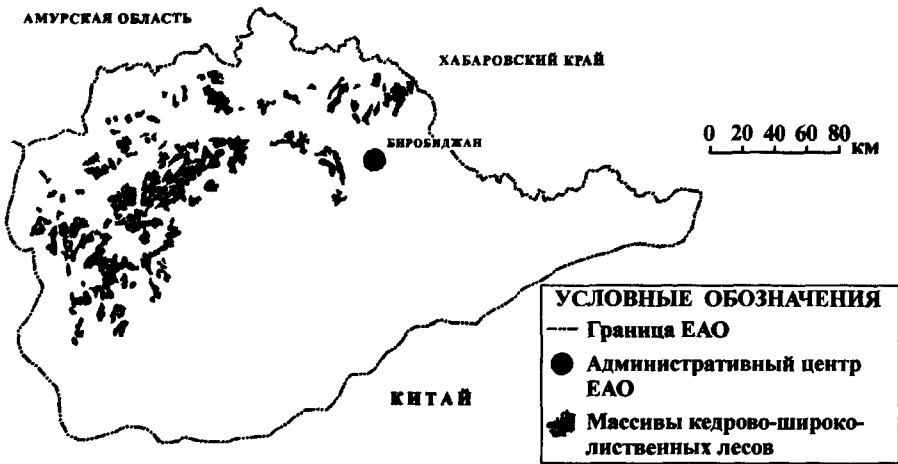 АМУРСКАЯ ОБЛАСТЬ
ХАБАРОВСКИЙ КРАЙ
БИРОБИДЖАН
0 20 40 60 80
КМ
КИТАЙ
УСЛОВНЫЕ ОБОЗНАЧЕНИЯ
Граница ЕАО
Административный центр
ЕАО
Массивы кедрово-широко-
лиственных лесов